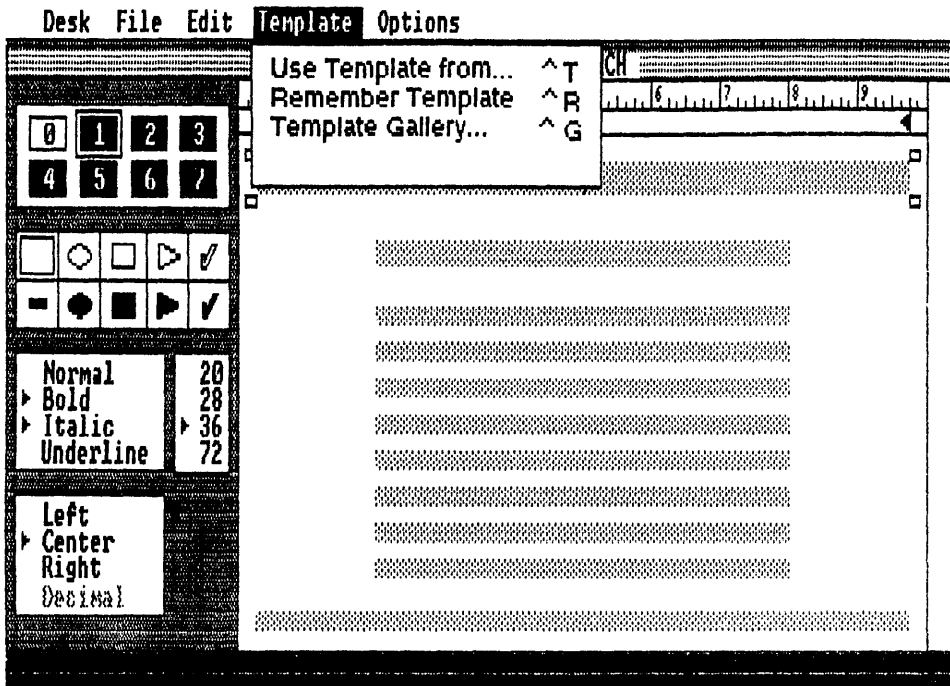 Desk File Edit Template Options
Use Template from... ^T
Remember Template ^R
Template Gallery... ^G
CH
6 7 8 9
0 1 2 3
4 5 6 7
Normal 20
Bold 28
Italic 36
Underline 72
Left
Center
Right
Decimal